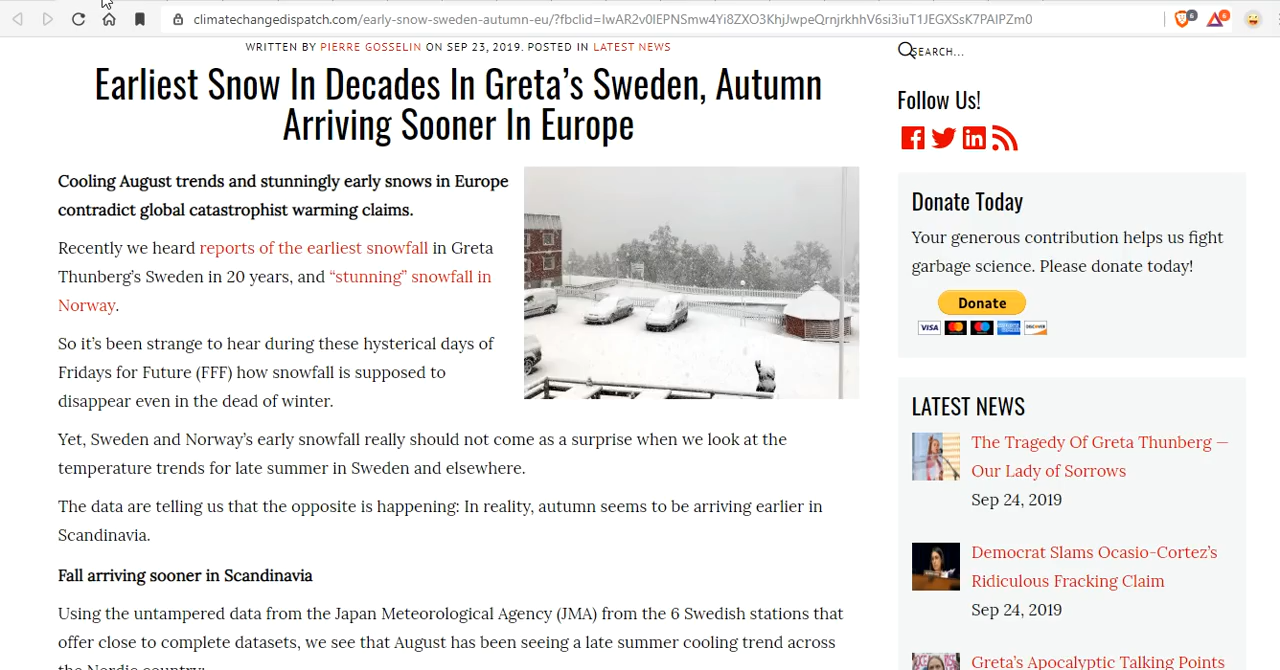 climatechangedispatch.com/early-snow-sweden-autumn-eu/?fbclid=IwAR2v0IEPNSmw4Yi8ZXO3KhjJwpeQrnjrkhhV6si3iuT1JEGXSsK7PAIPZm0
6
6
WRITTEN BY PIERRE GOSSELIN ON SEP 23, 2019. POSTED IN LATEST NEWS
Earliest Snow In Decades In Greta’s Sweden, Autumn
Arriving Sooner In Europe
Cooling August trends and stunningly early snows in Europe
contradict global catastrophist warming claims.
Recently we heard reports of the earliest snowfall in Greta
Thunberg’s Sweden in 20 years, and “stunning” snowfall in
Norway.
So it’s been strange to hear during these hysterical days of
Fridays for Future (FFF) how snowfall is supposed to
disappear even in the dead of winter.
Yet, Sweden and Norway’s early snowfall really should not come as a surprise when we look at the
temperature trends for late summer in Sweden and elsewhere.
The data are telling us that the opposite is happening: In reality, autumn seems to be arriving earlier in
Scandinavia.
Fall arriving sooner in Scandinavia
Using the untampered data from the Japan Meteorological Agency (JMA) from the 6 Swedish stations that
offer close to complete datasets, we see that August has been seeing a late summer cooling trend across
the Nordic country:
SEARCH...
Follow Us!
Donate Today
Your generous contribution helps us fight
garbage science. Please donate today!
Donate
VISA
DISCOVER
LATEST NEWS
The Tragedy Of Greta Thunberg —
Our Lady of Sorrows
Sep 24, 2019
Democrat Slams Ocasio-Cortez’s
Ridiculous Fracking Claim
Sep 24, 2019
Greta’s Apocalyptic Talking Points